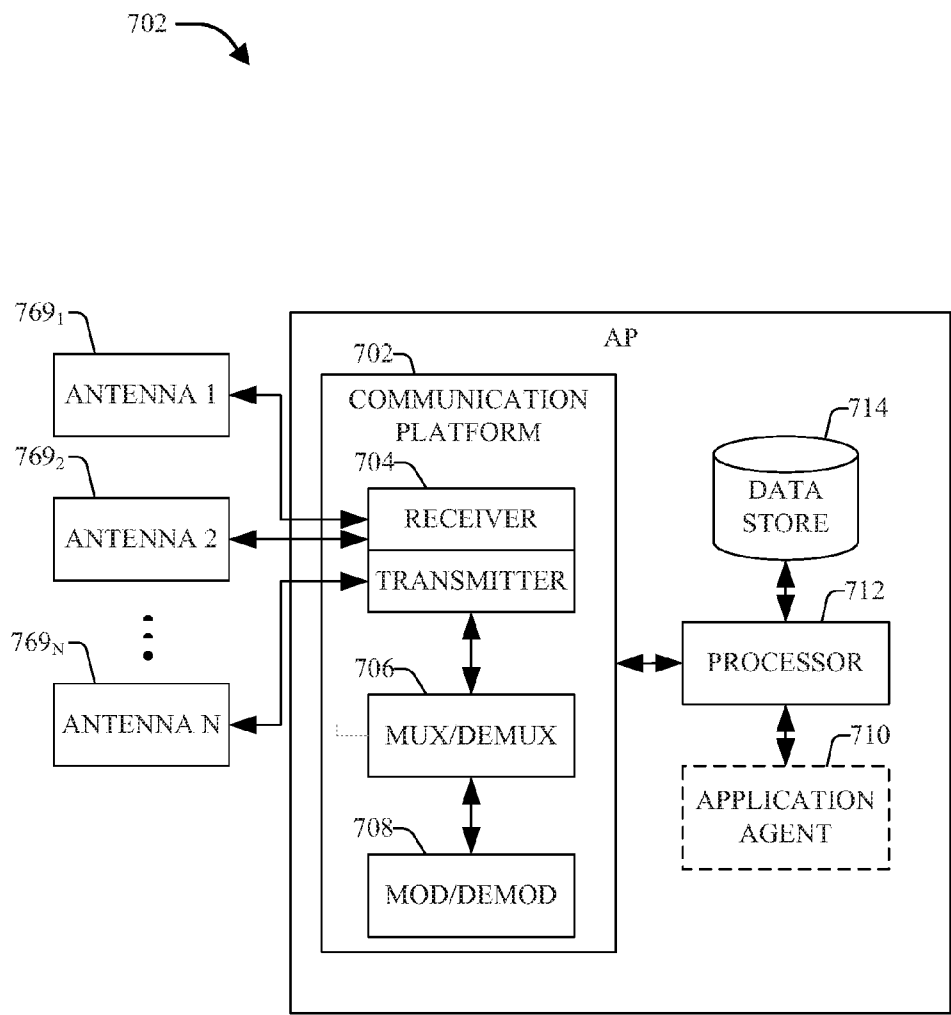 702
AP
769₁
ANTENNA 1
702
COMMUNICATION
PLATFORM
704
RECEIVER
TRANSMITTER
769₂
ANTENNA 2
769N
ANTENNA N
706
MUX/DEMUX
708
MOD/DEMOD
714
DATA
STORE
712
PROCESSOR
710
APPLICATION
AGENT